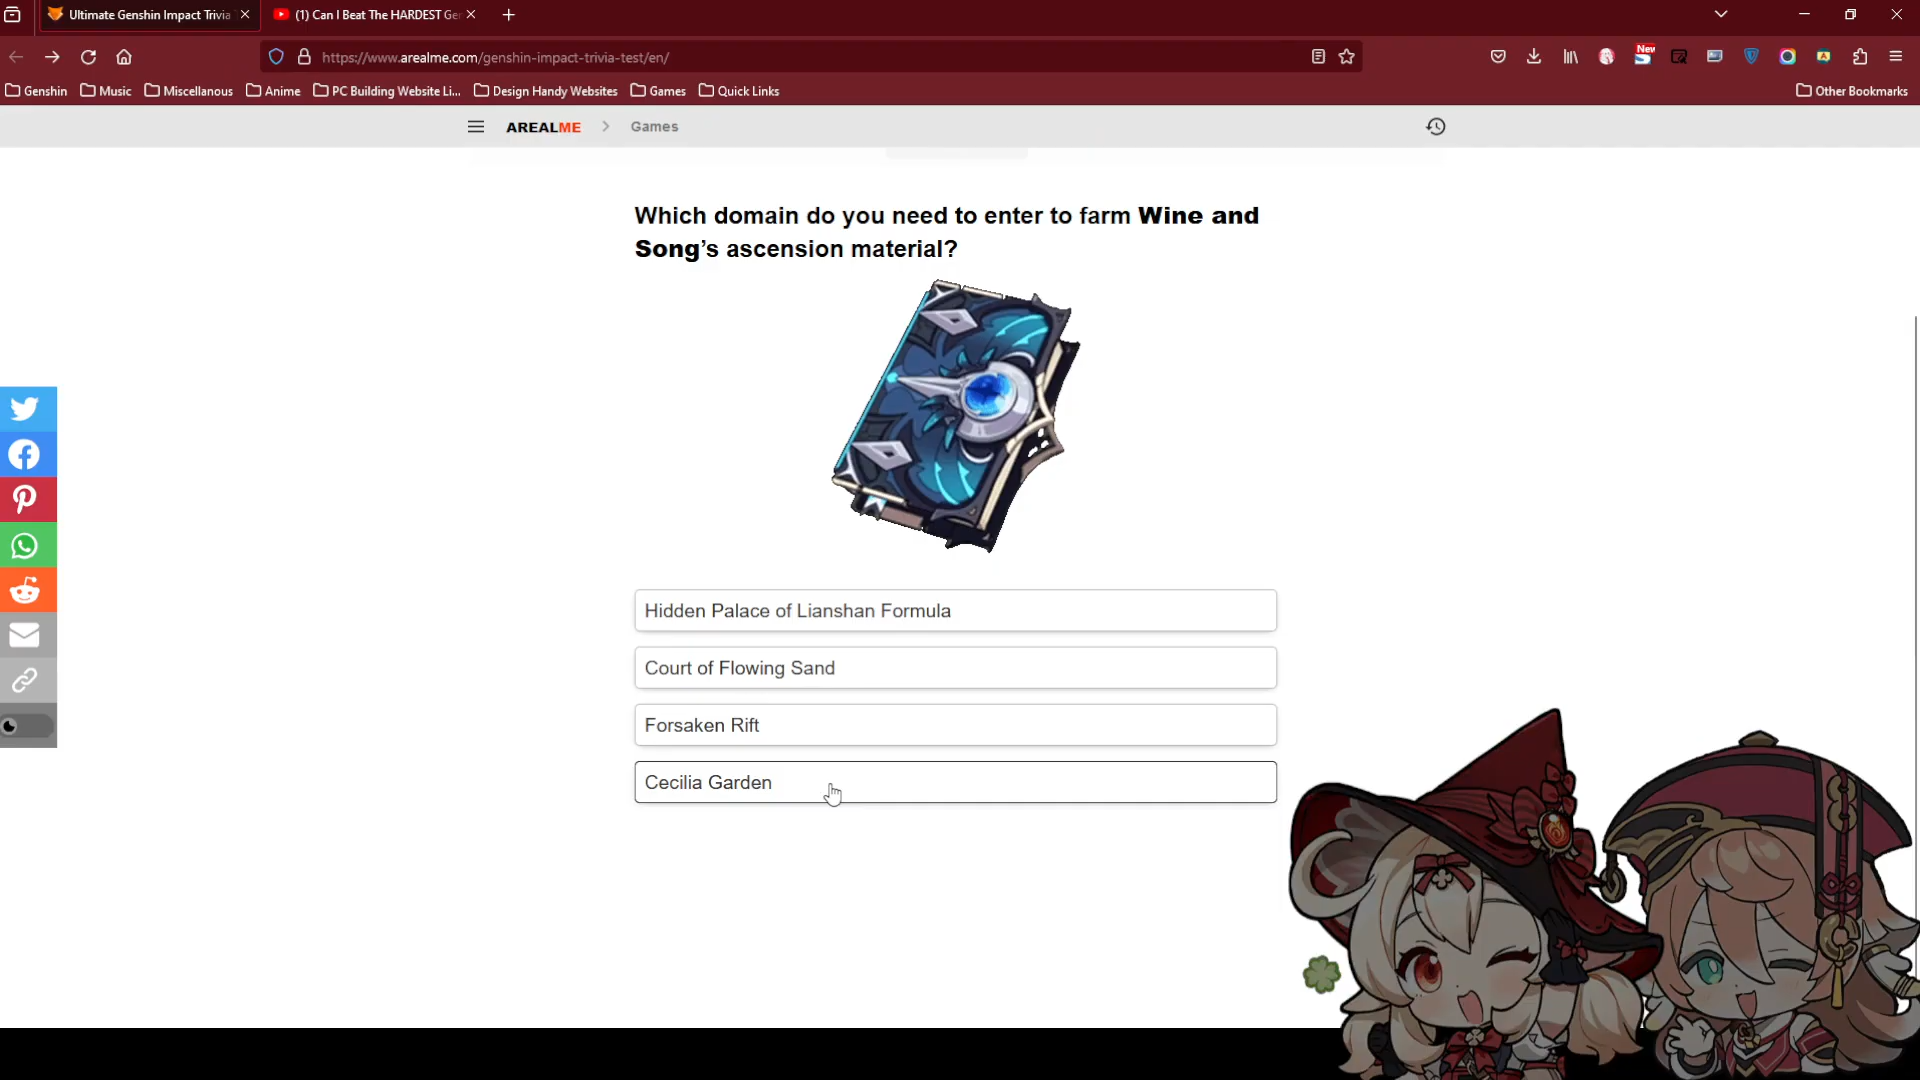 Ultimate Genshin Impact Trivia
(1) Can I Beat The HARDEST Ge
https://www.arealme.com/genshin-impact-trivia-test/en/
New
Genshin
Music
Miscellanous
Anime
PC Building Website Li...
Design Handy Websites
Games
Quick Links
Other Bookmarks
AREALME
Games
Which domain do you need to enter to farm Wine and
Song's ascension material?
Hidden Palace of Lianshan Formula
Court of Flowing Sand
Forsaken Rift
Cecilia Garden